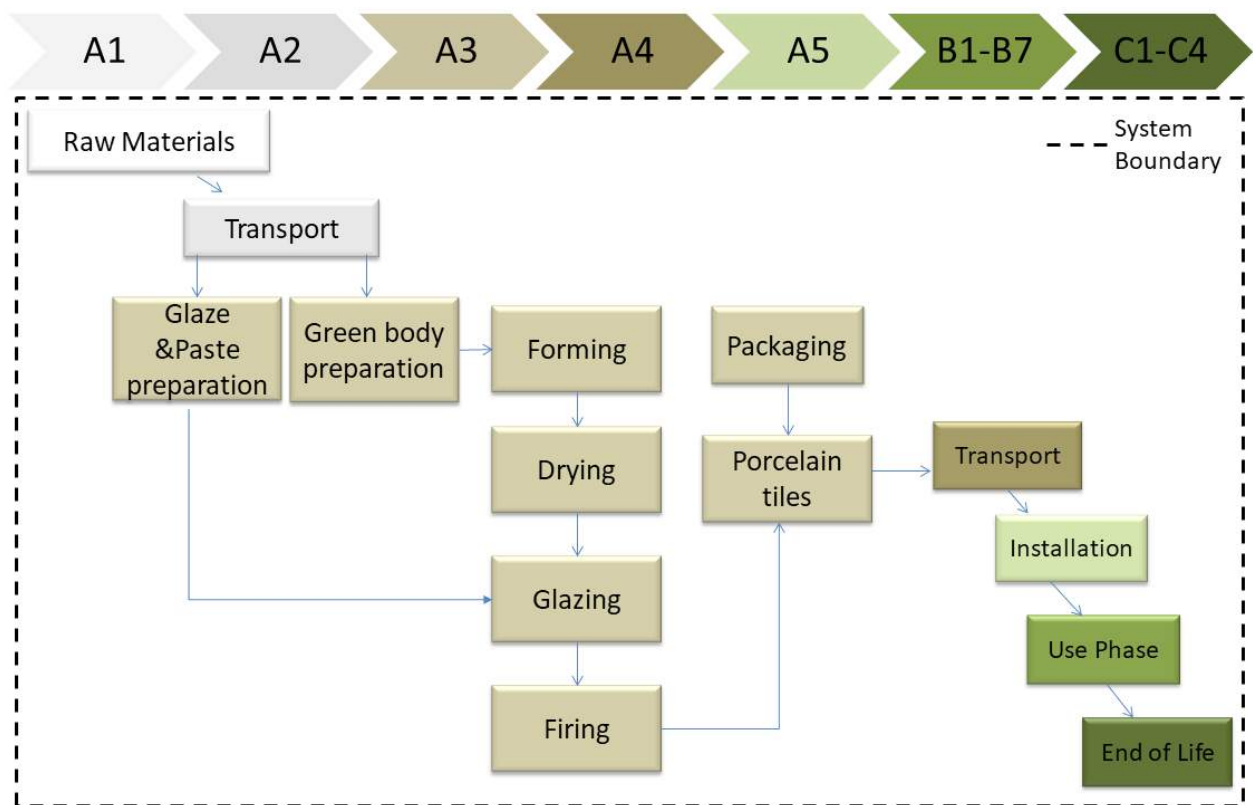 A1
A2
A3
A4
A5
B1-B7
C1-C4
Raw Materials
System
Boundary
Transport
Glaze
&Paste
preparation
Green body
preparation
Forming
Packaging
Drying
Porcelain
tiles
Transport
Installation
Glazing
Use Phase
Firing
End of Life